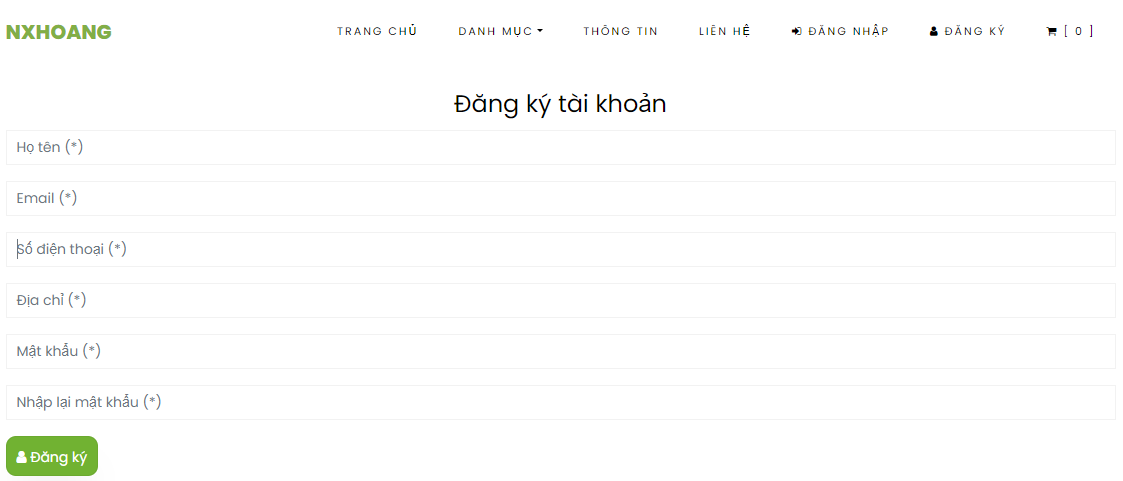 NXHOANG TRANG CHỦ DANH MỤC THÔNG TIN LIÊN HỆ ĐĂNG NHẬP ĐĂNG KÝ [ 0 ]
Đăng ký tài khoản
Họ tên (*)
Email (*)
Số điện thoại (*)
Địa chỉ (*)
Mật khẩu (*)
Nhập lại mật khẩu (*)
Đăng ký